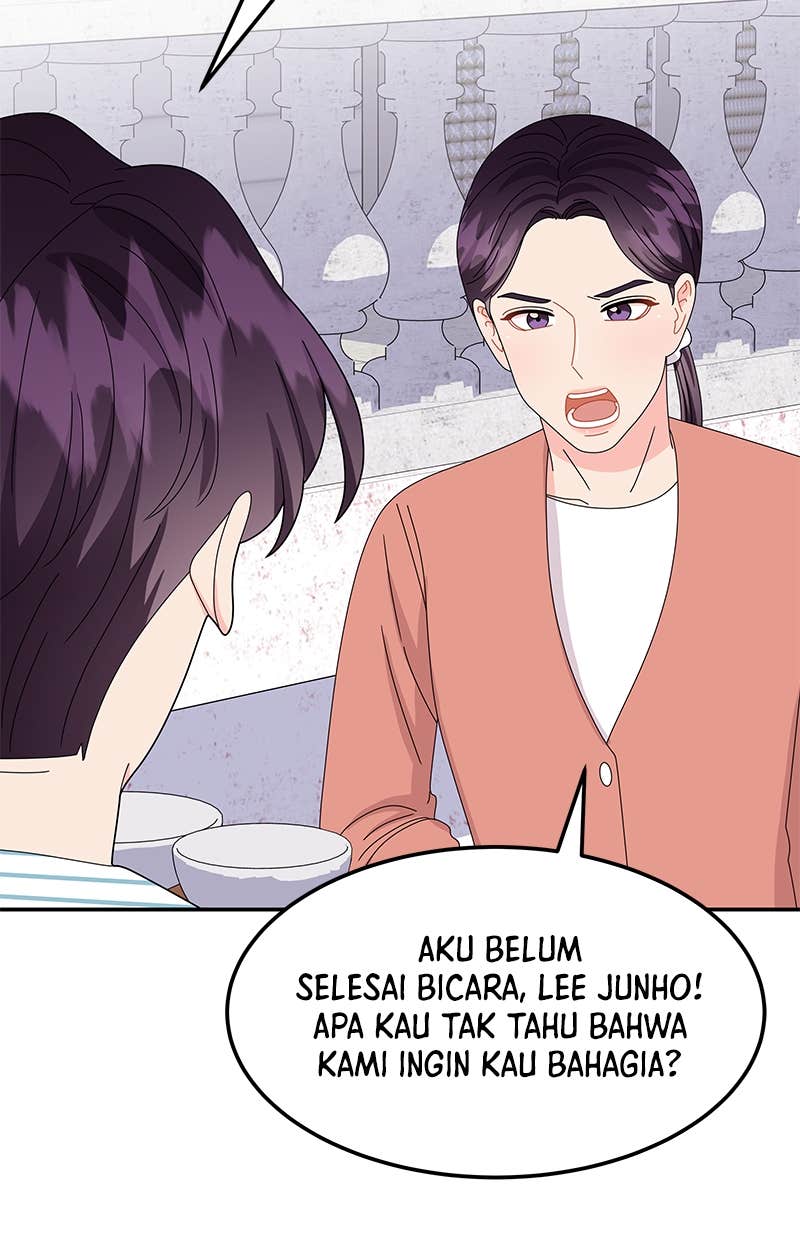 AKU BELUM
SELESAI BICARA, LEE JUNHO!
APA KAU TAK TAHU BAHWA
KAMI INGIN KAU BAHAGIA?